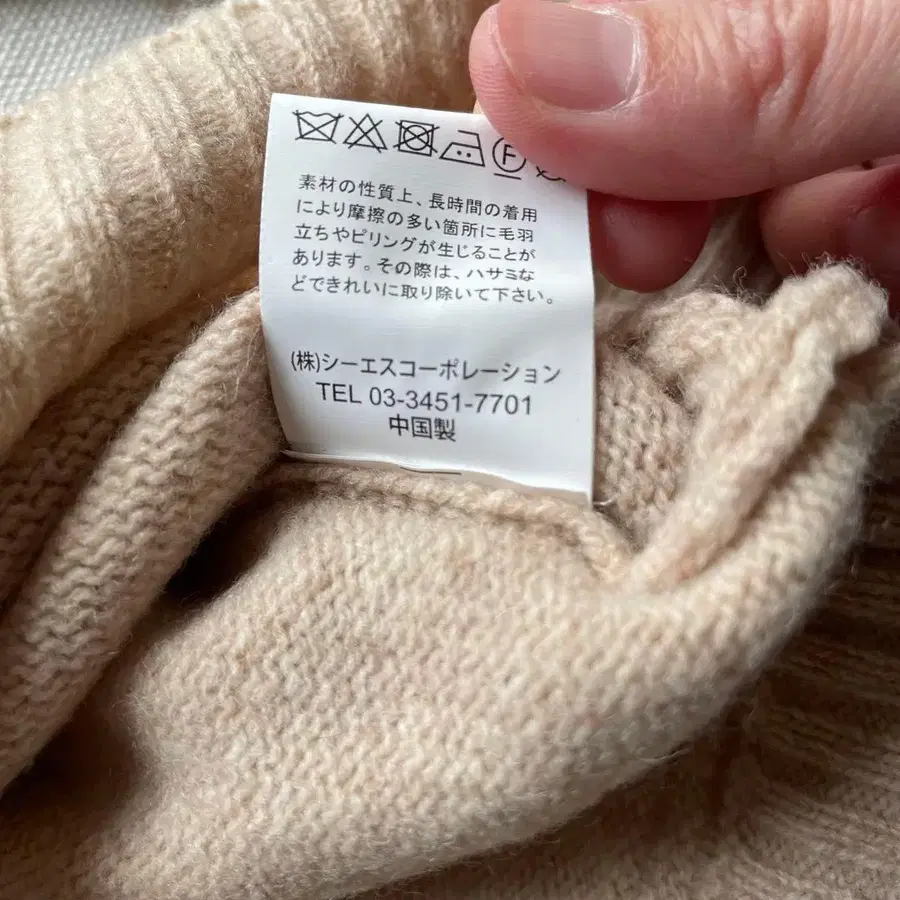 F
素材の性質上、長時間の着用
により摩擦の多い箇所に毛羽
立ちやピリングが生じることが
あります。その際は、ハサミな
どできれいに取り除いて下さい。
(株)シーエスコーポレーション
TEL 03-3451-7701
中国製